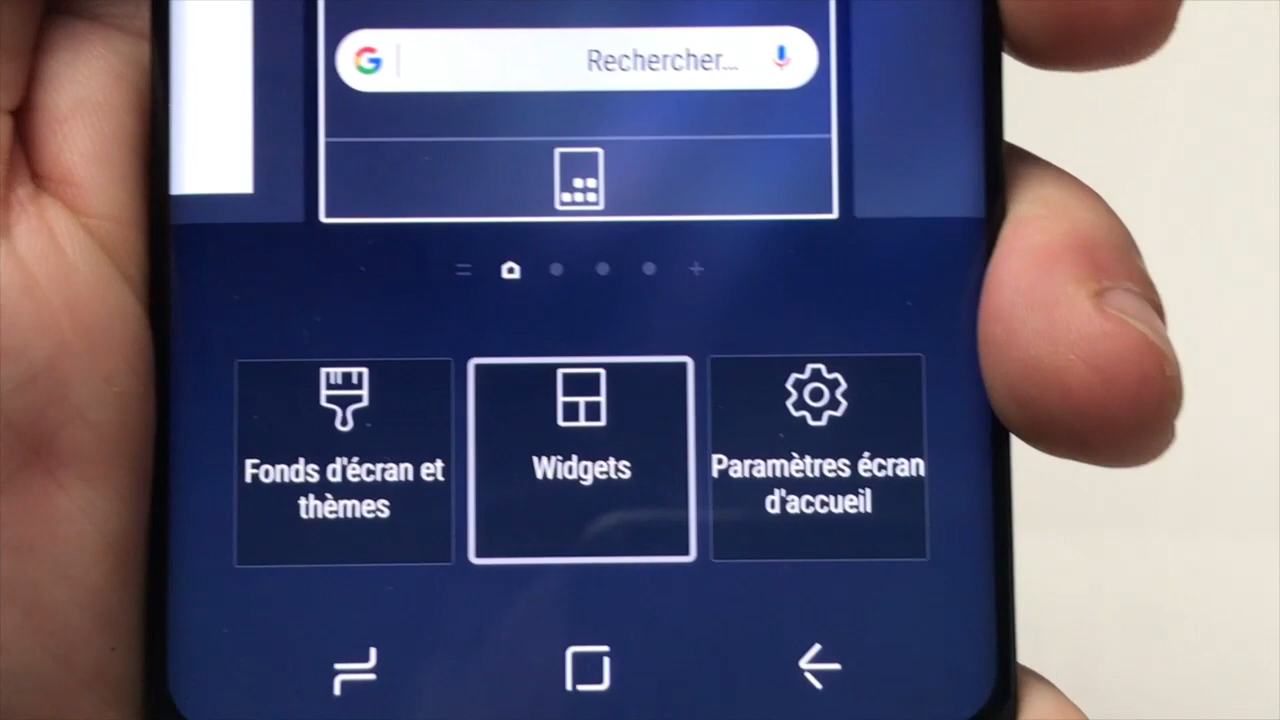 Rechercher...
Fonds d'écran et
thèmes
Widgets
Paramètres écran
d'accueil